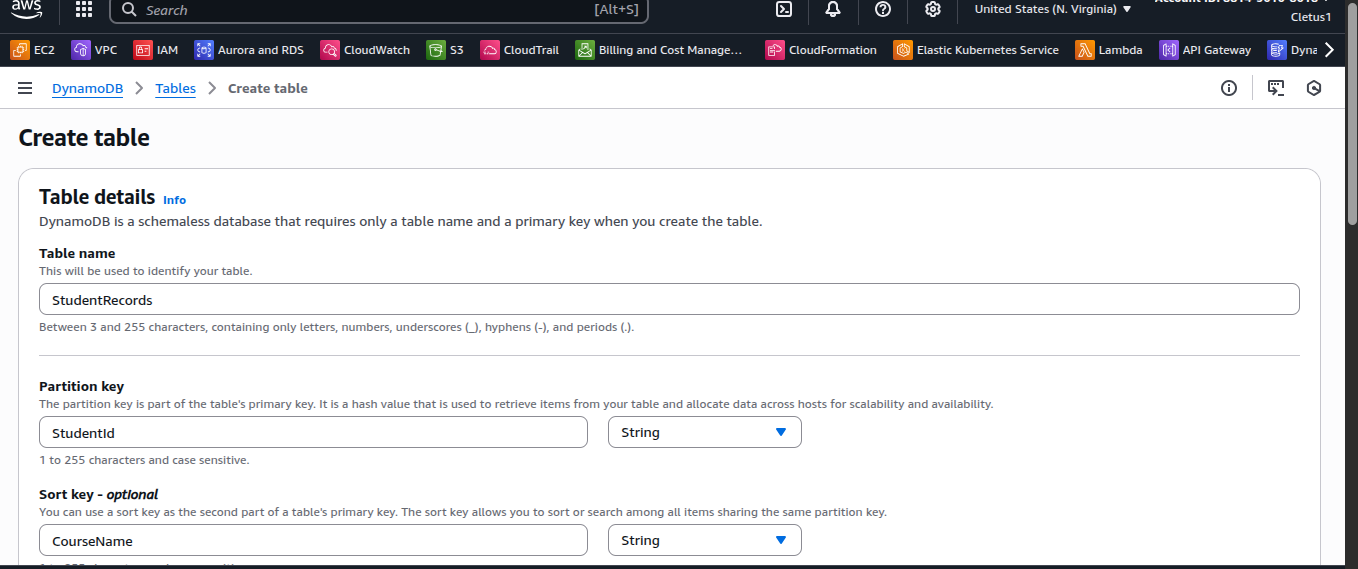 aws
Search [Alt+S] United States (N. Virginia)
Cletus1
EC2 VPC IAM Aurora and RDS CloudWatch S3 CloudTrail Billing and Cost Manage... CloudFormation Elastic Kubernetes Service Lambda API Gateway Dyna
DynamoDB Tables Create table
Create table
Table details Info
DynamoDB is a schemaless database that requires only a table name and a primary key when you create the table.
Table name
This will be used to identify your table.
StudentRecords
Between 3 and 255 characters, containing only letters, numbers, underscores (_), hyphens (-), and periods (.).
Partition key
The partition key is part of the table's primary key. It is a hash value that is used to retrieve items from your table and allocate data across hosts for scalability and availability.
StudentId String
1 to 255 characters and case sensitive.
Sort key - optional
You can use a sort key as the second part of a table's primary key. The sort key allows you to sort or search among all items sharing the same partition key.
CourseName String